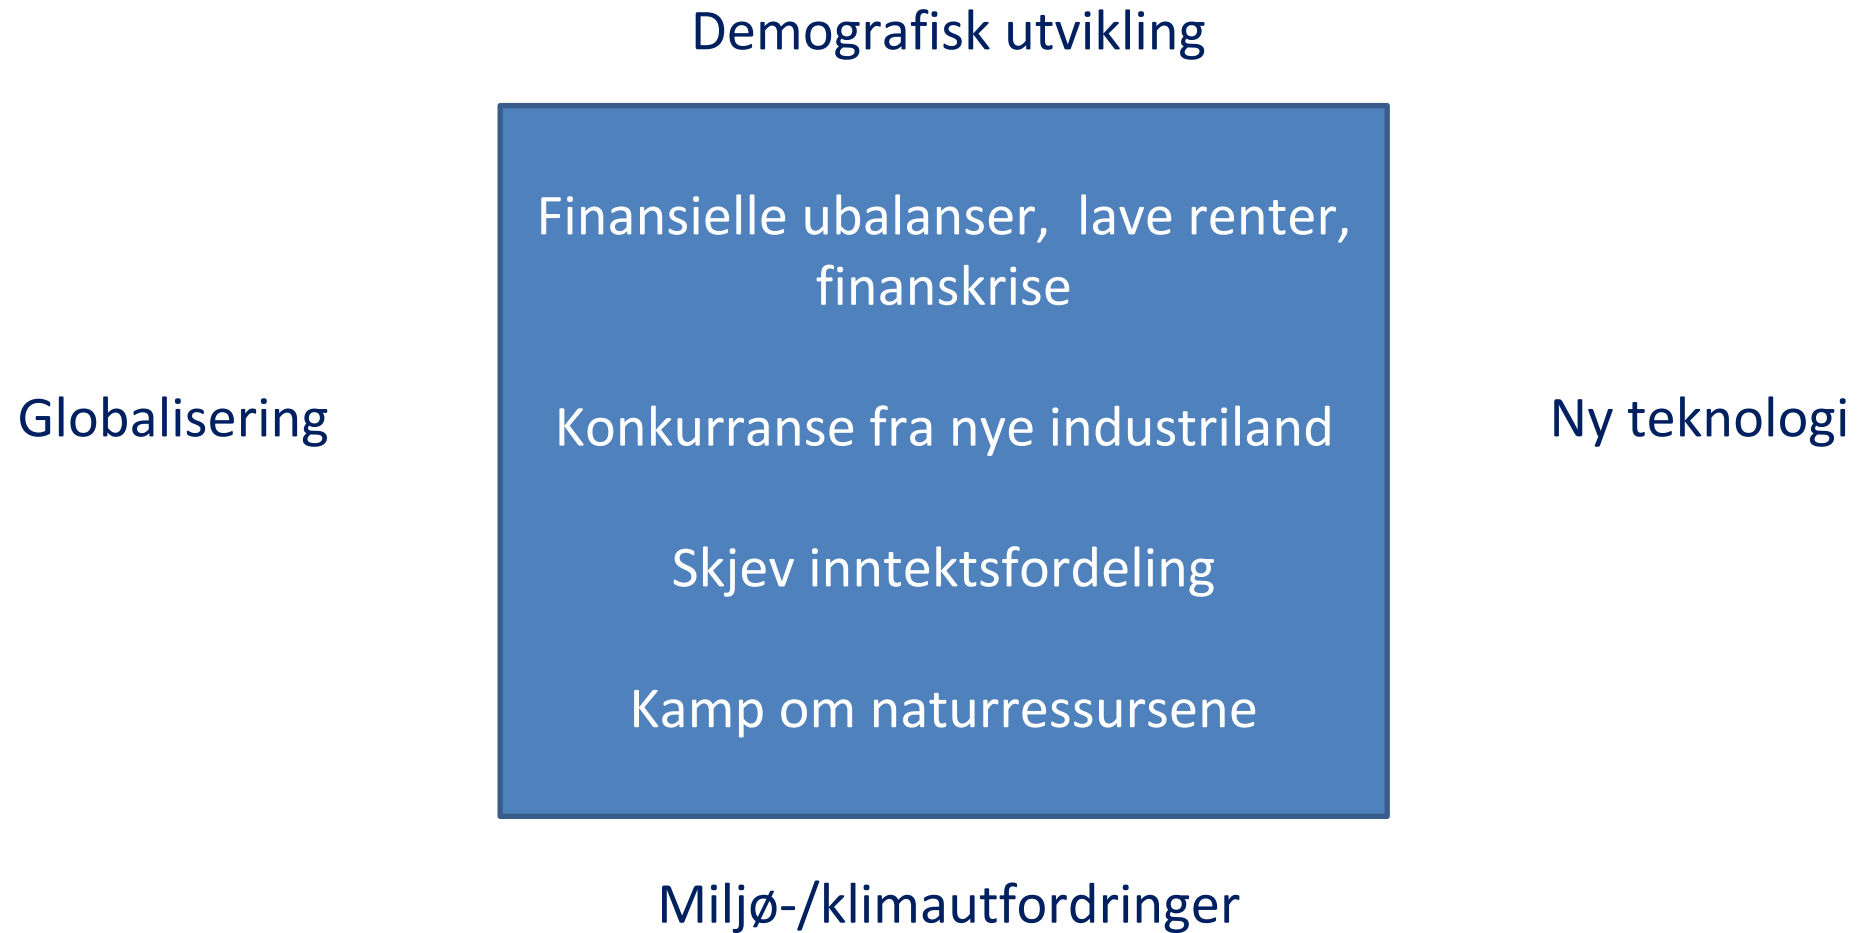 Demografisk utvikling
Finansielle ubalanser,  lave renter,
finanskrise
Globalisering
Konkurranse fra nye industriland
Ny teknologi
Skjev inntektsfordeling
Kamp om naturressursene
Miljø-/klimautfordringer